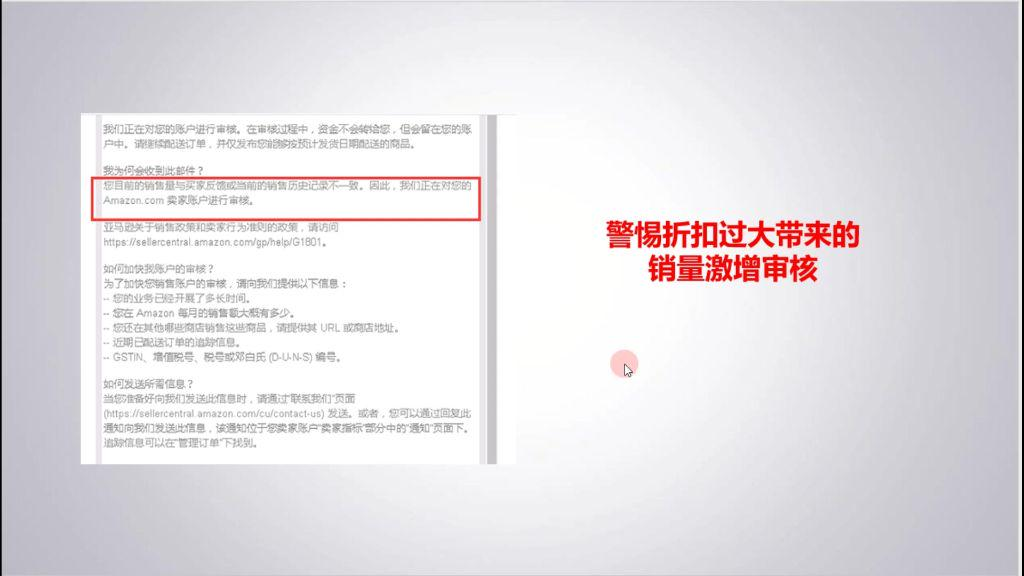 我们正在对您的账户进行审核。在审核过程中，资金不会转给您，但会留在您的账
户中。请继续配送订单，并仅发布您能够按预计发货日期配送的商品。
我为何会收到此邮件？
您目前的销售量与买家反馈或当前的销售历史记录不一致。因此，我们正在对您的
Amazon.com 卖家账户进行审核。
亚马逊关于销售政策和卖家行为准则的政策，请访问
https://sellercentral.amazon.com/gp/help/G1801。
如何加快我账户的审核？
为了加快您销售账户的审核，请向我们提供以下信息：
-- 您的业务已经开展了多长时间。
-- 您在 Amazon 每月的销售额大概有多少。
-- 您还在其他哪些商店销售这些商品，请提供其 URL 或商店地址。
-- 近期已配送订单的追踪信息。
-- GSTIN、增值税号、税号或邓白氏 (D-U-N-S) 编号。
如何发送所需信息？
当您准备好向我们发送此信息时，请通过“联系我们”页面
(https://sellercentral.amazon.com/cu/contact-us) 发送。或者，您可以通过回复此
通知向我们发送此信息，该通知位于您卖家账户“卖家指标”部分中的“通知”页面下。
追踪信息可以在“管理订单”下找到。
警惕折扣过大带来的
销量激增审核